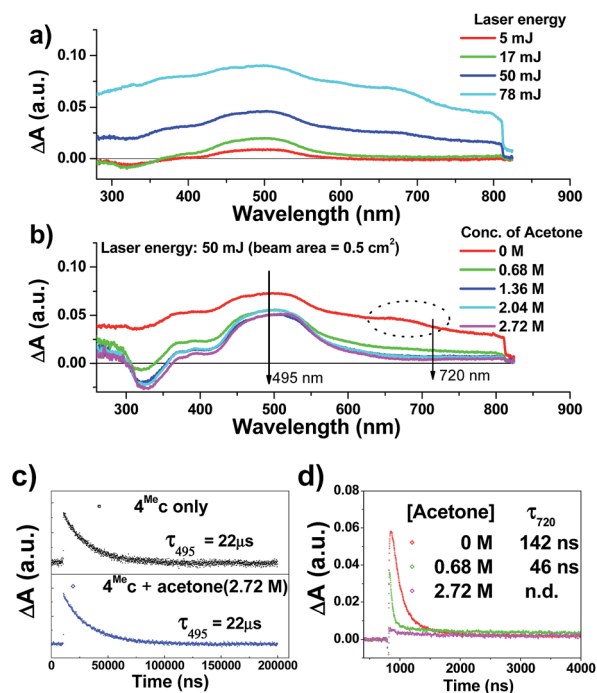 a)
Laser energy
5 mJ
17 mJ
50 mJ
78 mJ
ΔA (a.u.)
0.10
0.05
0.00
300 400 500 600 700 800 900
Wavelength (nm)
b)
Laser energy: 50 mJ (beam area = 0.5 cm²)
Conc. of Acetone
0 M
0.68 M
1.36 M
2.04 M
2.72 M
ΔA (a.u.)
0.10
0.05
0.00
495 nm
720 nm
300 400 500 600 700 800 900
Wavelength (nm)
c)
ΔA (a.u.)
4ᴹᵉc only
τ₄₉₅ = 22μs
4ᴹᵉc + acetone(2.72 M)
τ₄₉₅ = 22μs
0 50000 100000 150000 200000
Time (ns)
d)
ΔA (a.u.)
0.08
0.06
0.04
0.02
0.00
[Acetone] τ₇₂₀
0 M 142 ns
0.68 M 46 ns
2.72 M n.d.
1000 2000 3000 4000
Time (ns)